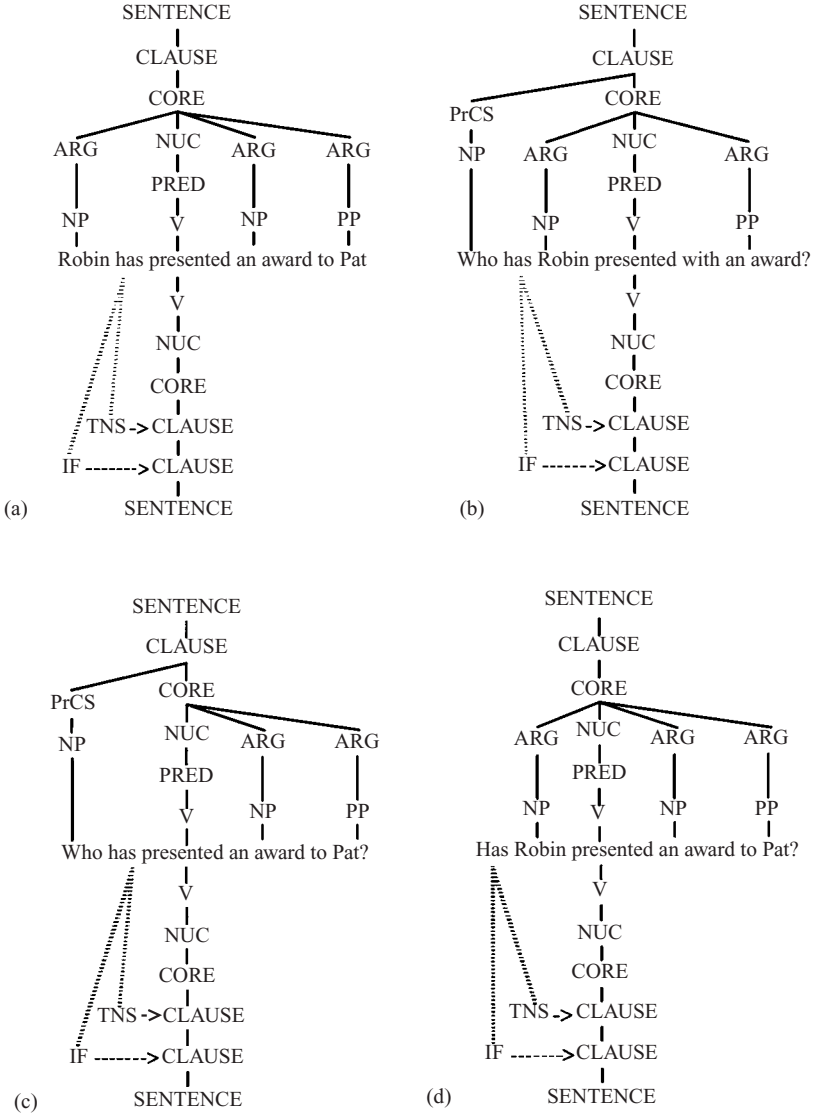 SENTENCE
CLAUSE
CORE
ARG NUC ARG ARG
PRED
NP V NP PP
Robin has presented an award to Pat
V
NUC
CORE
TNS -> CLAUSE
IF ------> CLAUSE
(a) SENTENCE
SENTENCE
CLAUSE
PrCS CORE
NP ARG NUC ARG
PRED
NP V PP
Who has Robin presented with an award?
V
NUC
CORE
TNS -> CLAUSE
IF ------> CLAUSE
(b) SENTENCE
SENTENCE
CLAUSE
PrCS CORE
NP NUC ARG ARG
PRED
V NP PP
Who has presented an award to Pat?
V
NUC
CORE
TNS -> CLAUSE
IF ------> CLAUSE
(c) SENTENCE
SENTENCE
CLAUSE
CORE
ARG NUC ARG ARG
PRED
NP V NP PP
Has Robin presented an award to Pat?
V
NUC
CORE
TNS -> CLAUSE
IF ------> CLAUSE
(d) SENTENCE